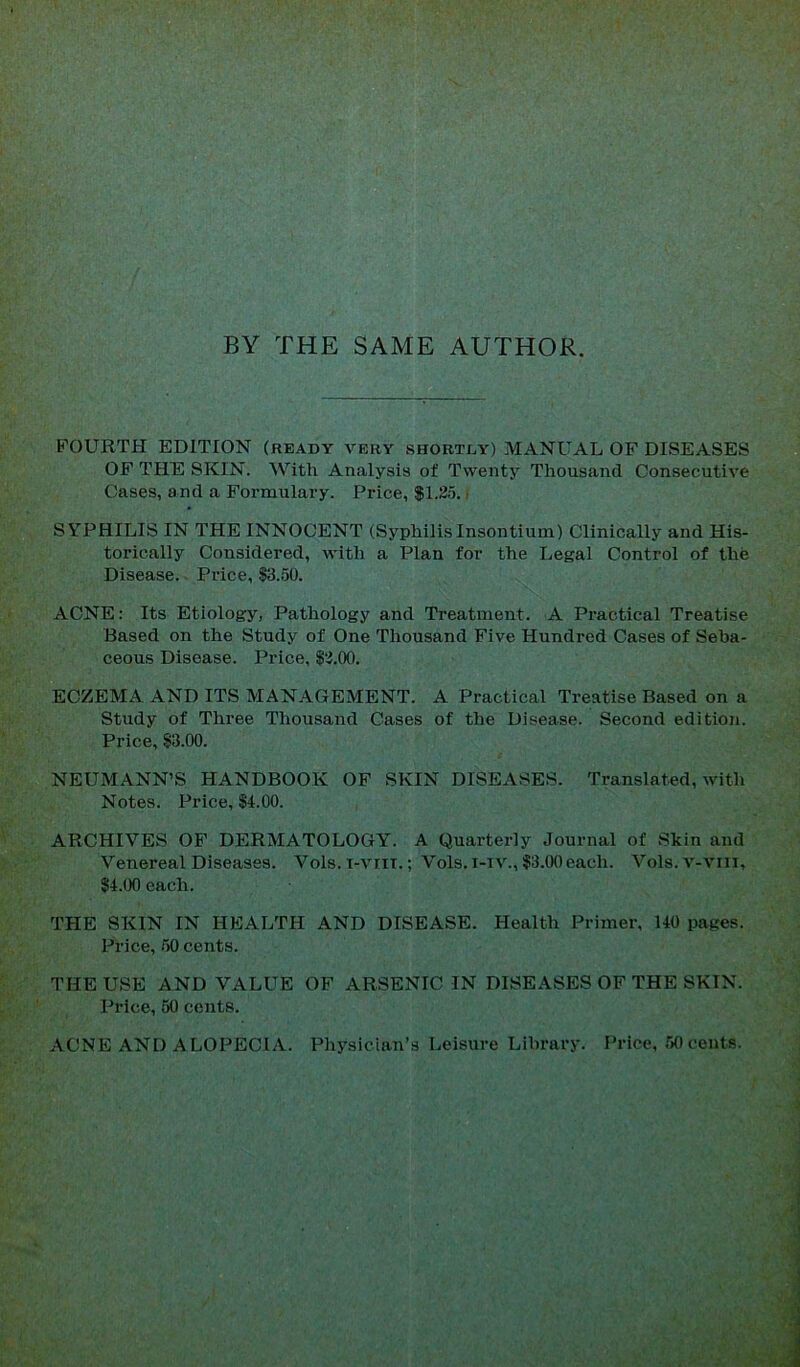 BY THE SAME AUTHOR.
FOURTH EDITION (READY VERY SHORTLY) MANUAL OF DISEASES
OF THE SKIN. With Analysis of Twenty Thousand Consecutive
Cases, and a Formulary. Price, $1.25.
SYPHILIS IN THE INNOCENT (Syphilis Insontium) Clinically and His-
torically Considered, with a Plan for the Legal Control of the
Disease. Price, $3.50.
ACNE: Its Etiology, Pathology and Treatment. A Practical Treatise
Based on the Study of One Thousand Five Hundred Cases of Seba-
ceous Disease. Price, $2.00.
ECZEMA AND ITS MANAGEMENT. A Practical Treatise Based on a
Study of Three Thousand Cases of the Disease. Second edition.
Price, $3.00.
NEUMANN'S HANDBOOK OF SKIN DISEASES. Translated, with
Notes. Price, $4.00.
ARCHIVES OF DERMATOLOGY. A Quarterly Journal of Skin and
Venereal Diseases. Vols. I-VIII.; Vols. I-IV., $3.00 each. Vols. V-VIII,
$4.00 each.
THE SKIN IN HEALTH AND DISEASE. Health Primer, 140 pages.
Price, 50 cents.
THE USE AND VALUE OF ARSENIC IN DISEASES OF THE SKIN.
Price, 50 cents.
ACNE AND ALOPECIA. Physician's Leisure Library. Price, 50 cents.